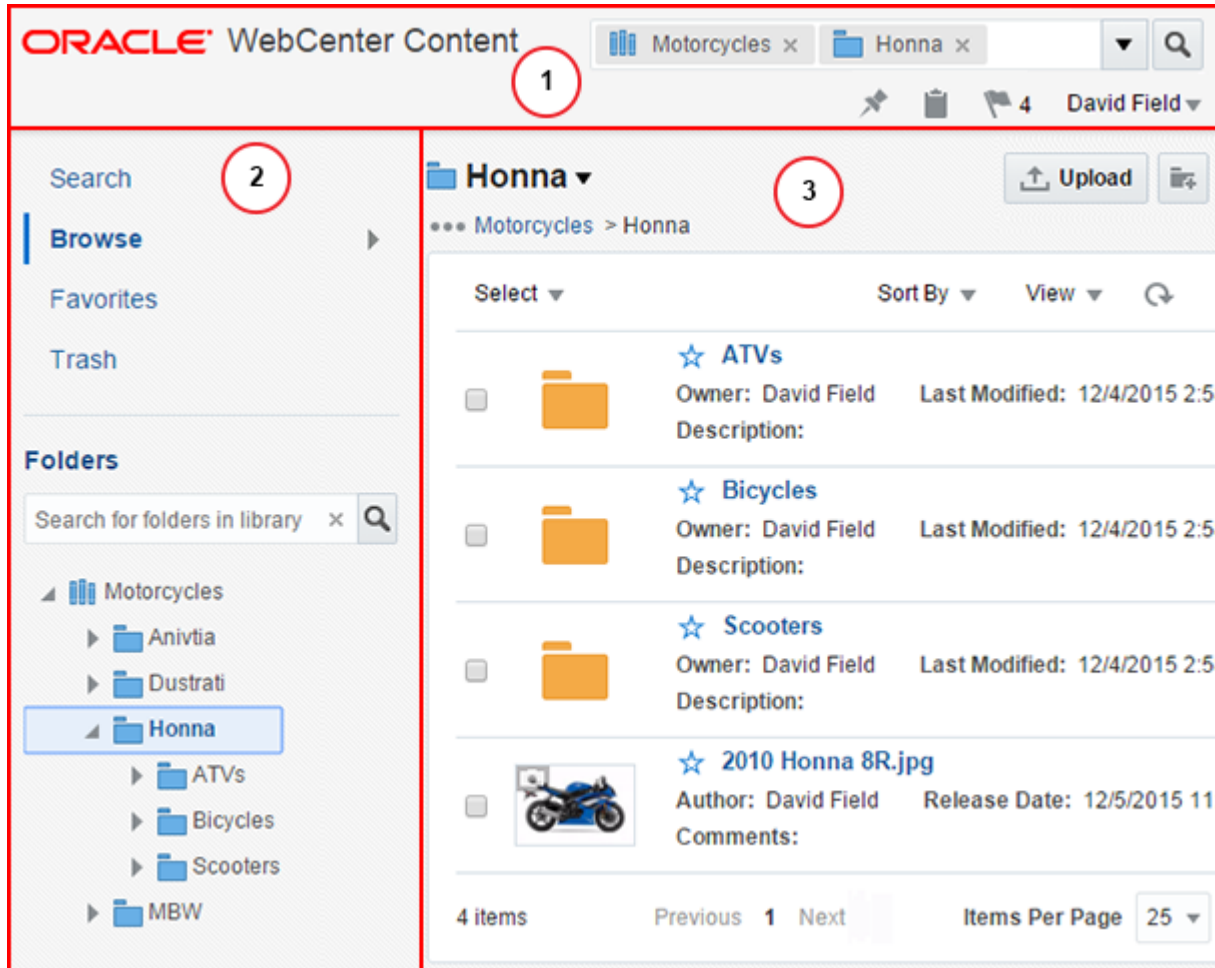 ORACLE WebCenter Content
Motorcycles Honna
1
4 David Field
Search
2
Browse
Favorites
Trash
Folders
Search for folders in library
Motorcycles
Anivtia
Dustrati
Honna
ATVs
Bicycles
Scooters
MBW
Honna
3
Upload
Motorcycles > Honna
Select Sort By View
ATVs
Owner: David Field Last Modified: 12/4/2015 2:5
Description:
Bicycles
Owner: David Field Last Modified: 12/4/2015 2:5
Description:
Scooters
Owner: David Field Last Modified: 12/4/2015 2:5
Description:
2010 Honna 8R.jpg
Author: David Field Release Date: 12/5/2015 11
Comments:
4 items Previous 1 Next Items Per Page 25